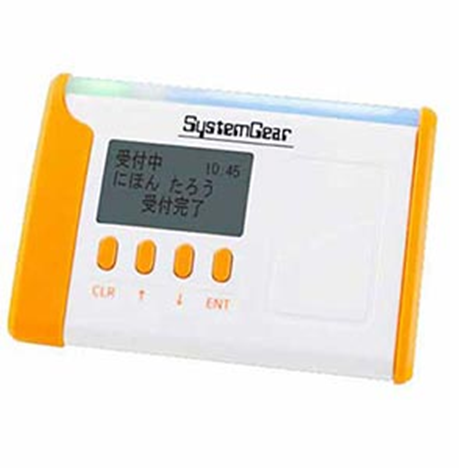 SystemGear
受付中 10:45
にほん たろう
受付完了
CLR ↑ ↓ ENT